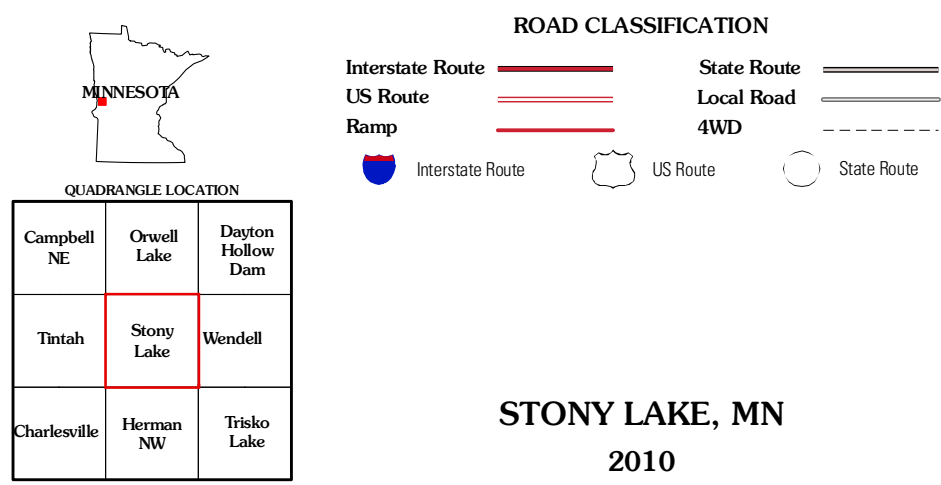 MINNESOTA
QUADRANGLE LOCATION
Campbell
NE
Orwell
Lake
Dayton
Hollow
Dam
Tintah
Stony
Lake
Wendell
Charlesville
Herman
NW
Trisko
Lake
ROAD CLASSIFICATION
Interstate Route
State Route
US Route
Local Road
Ramp
4WD
Interstate Route
US Route
State Route
STONY LAKE, MN
2010